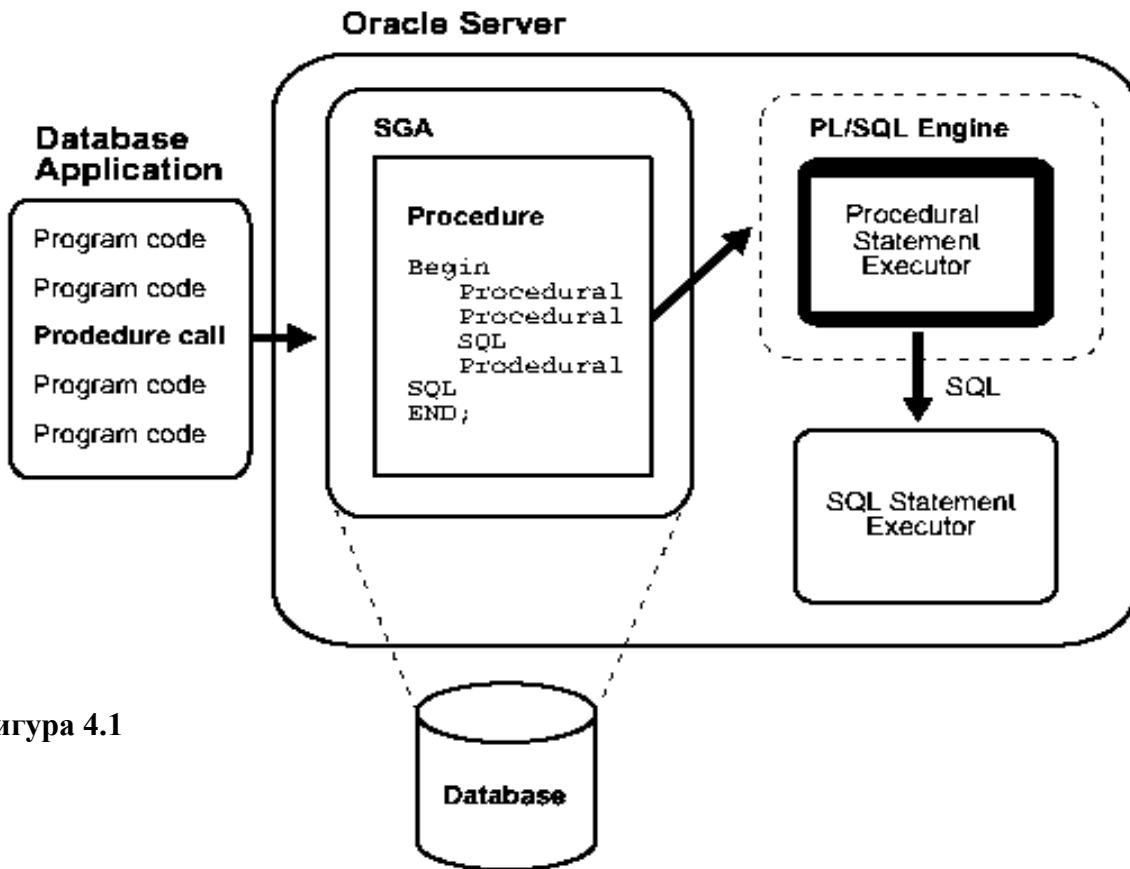 Oracle Server
Database
Application
Program code
Program code
Prodedure call
Program code
Program code
SGA
Procedure
Begin
Procedural
Procedural
SQL
Prodedural
SQL
END;
PL/SQL Engine
Procedural
Statement
Executor
SQL
SQL Statement
Executor
игура 4.1
Database